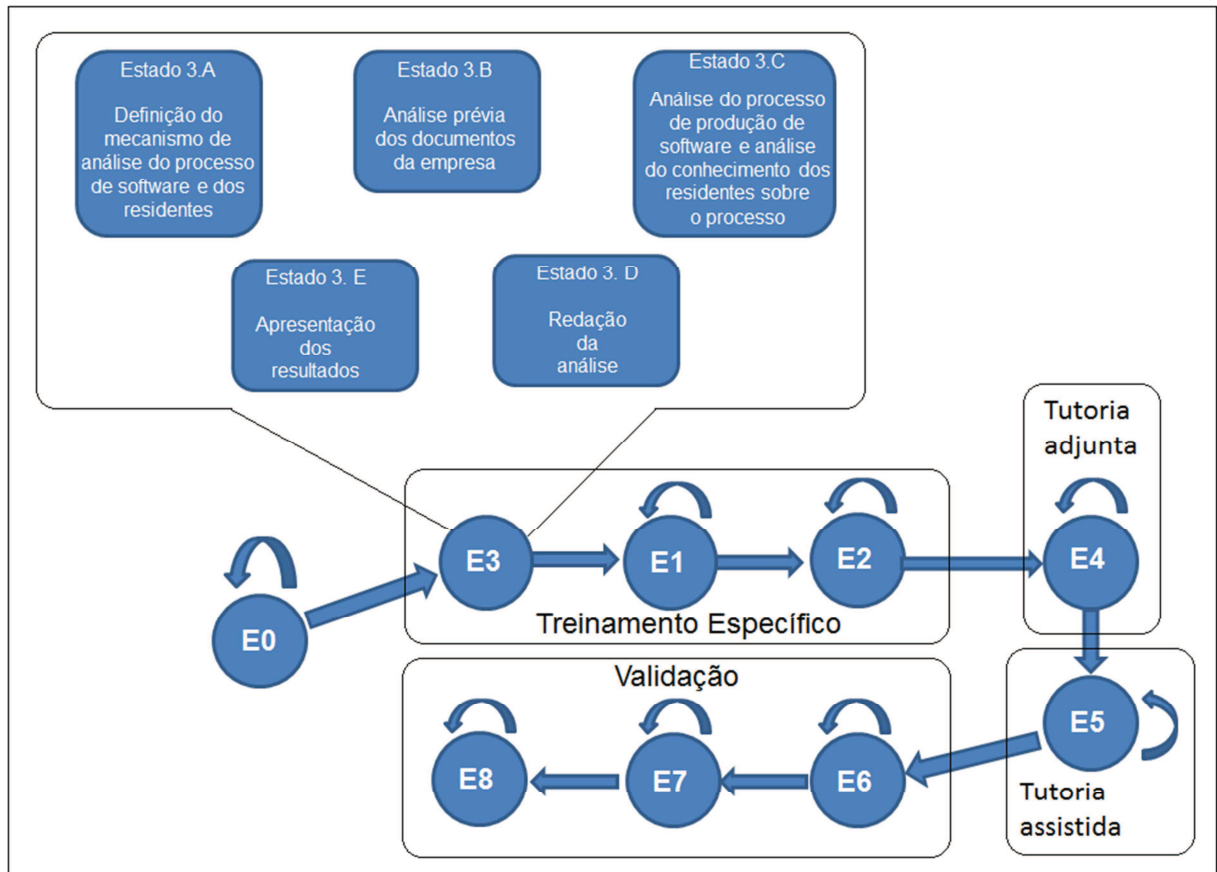 Estado 3.A
Definição do
mecanismo de
análise do processo
de software e dos
residentes
Estado 3.B
Análise prévia
dos documentos
da empresa
Estado 3.C
Análise do processo
de produção de
software e análise
do conhecimento dos
residentes sobre
o processo
Estado 3. E
Apresentação
dos
resultados
Estado 3. D
Redação
da
análise
Tutoria
adjunta
E0
E3
E1
E2
E4
Treinamento Específico
Validação
E8
E7
E6
E5
Tutoria
assistida